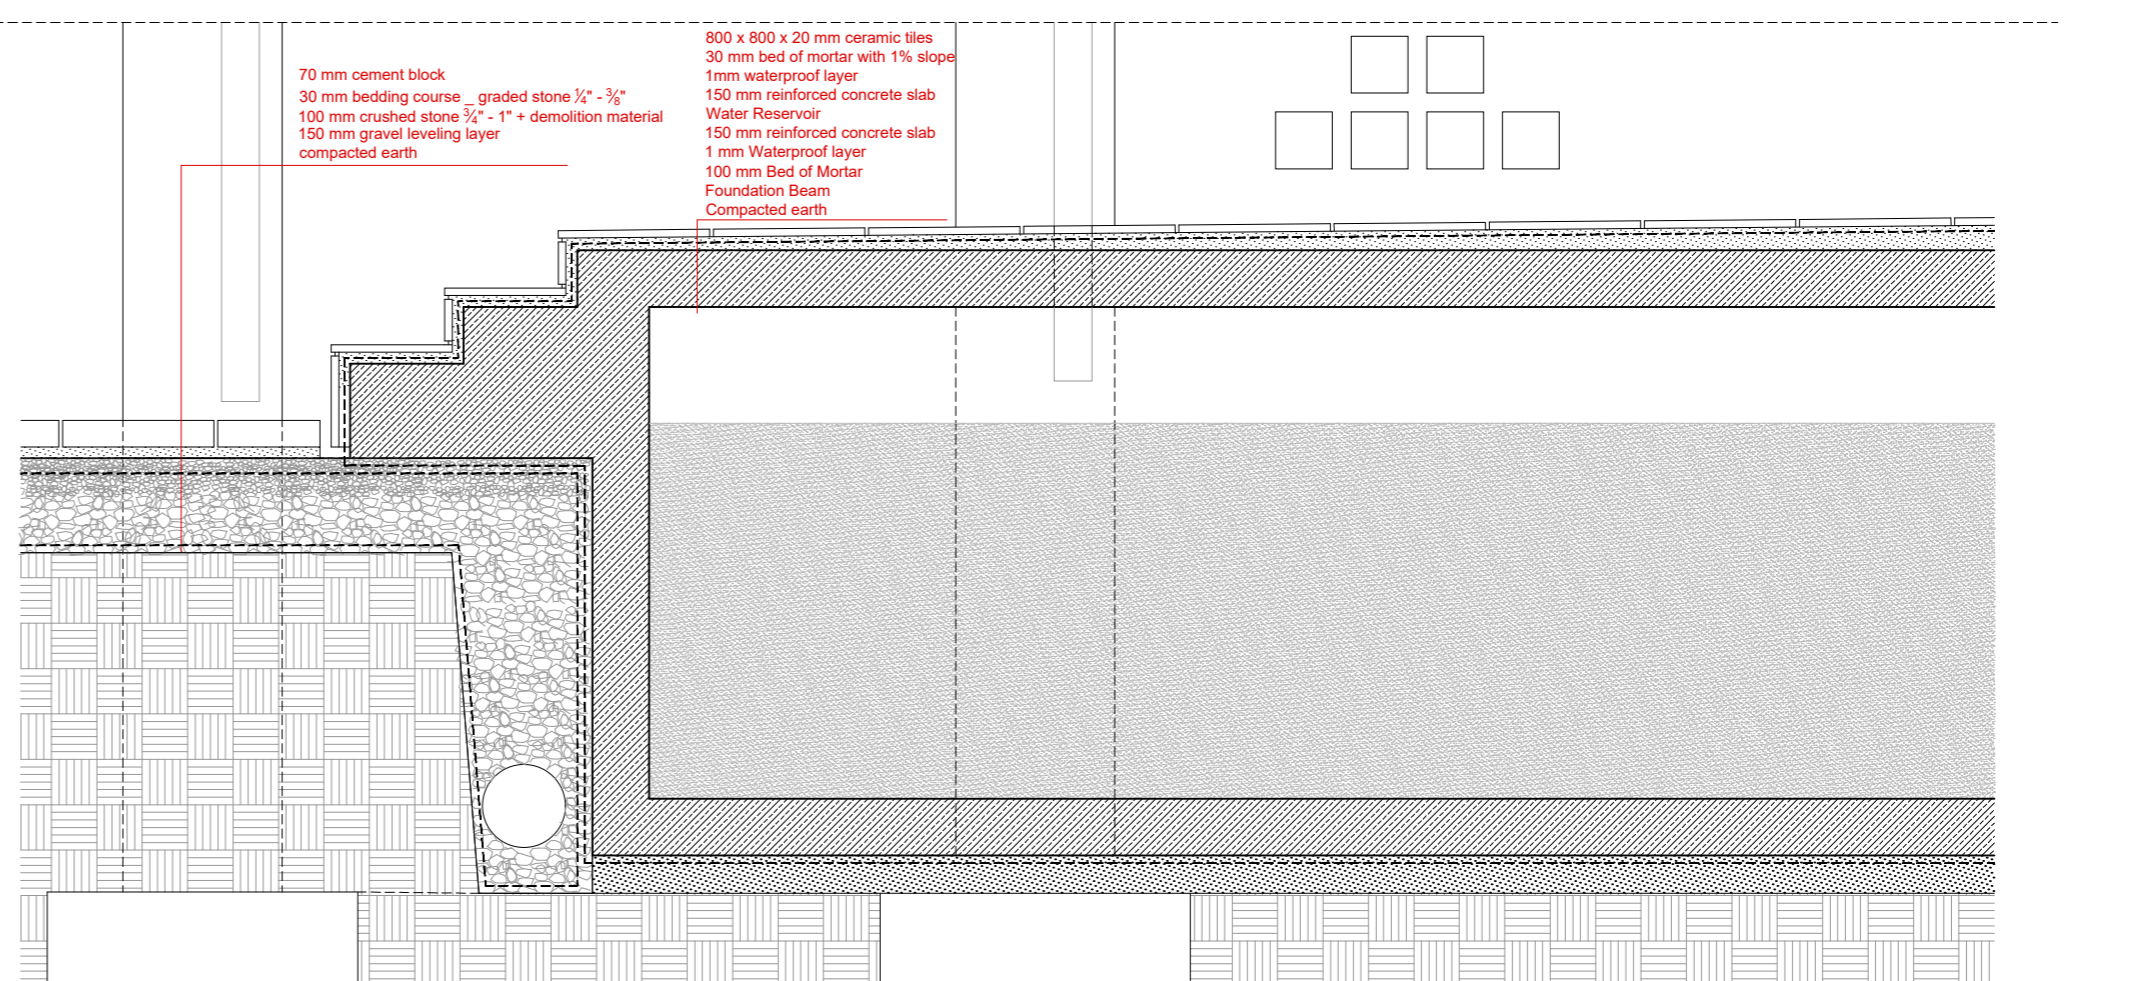 70 mm cement block
30 mm bedding course _ graded stone ¼" - ⅜"
100 mm crushed stone ¾" - 1" + demolition material
150 mm gravel leveling layer
compacted earth
800 x 800 x 20 mm ceramic tiles
30 mm bed of mortar with 1% slope
1mm waterproof layer
150 mm reinforced concrete slab
Water Reservoir
150 mm reinforced concrete slab
1 mm Waterproof layer
100 mm Bed of Mortar
Foundation Beam
Compacted earth